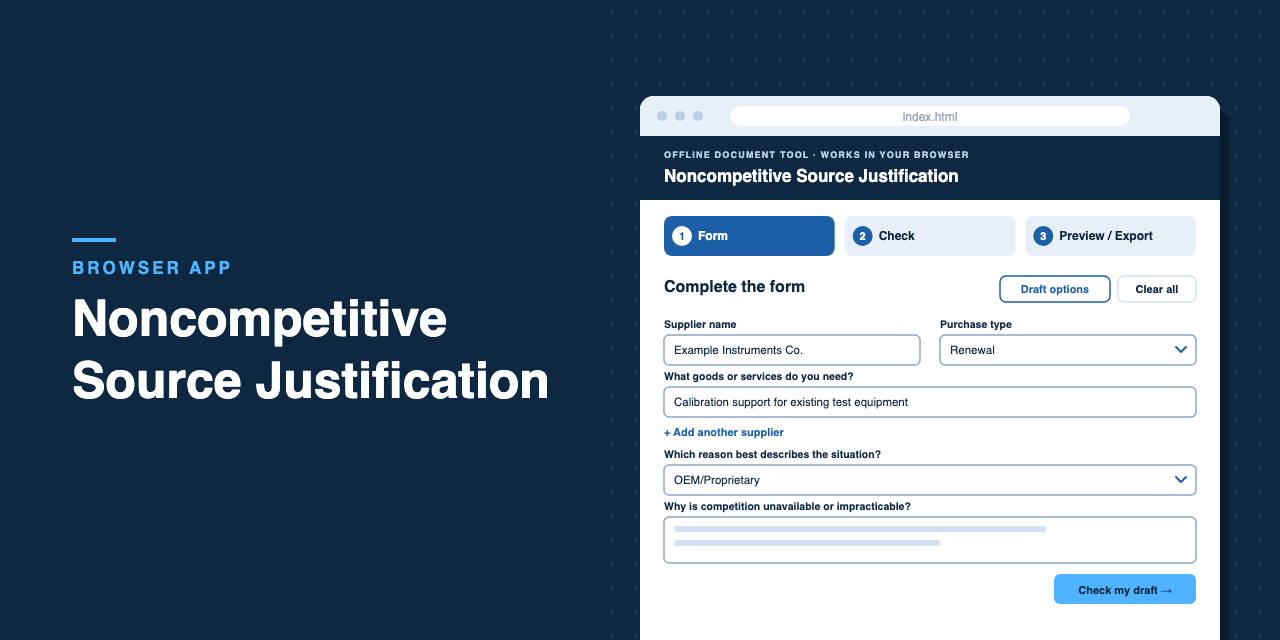 BROWSER APP
Noncompetitive
Source Justification
index.html
OFFLINE DOCUMENT TOOL · WORKS IN YOUR BROWSER
Noncompetitive Source Justification
1 Form
2 Check
3 Preview / Export
Complete the form
Draft options
Clear all
Supplier name
Purchase type
Example Instruments Co.
Renewal
What goods or services do you need?
Calibration support for existing test equipment
+ Add another supplier
Which reason best describes the situation?
OEM/Proprietary
Why is competition unavailable or impracticable?
Check my draft →